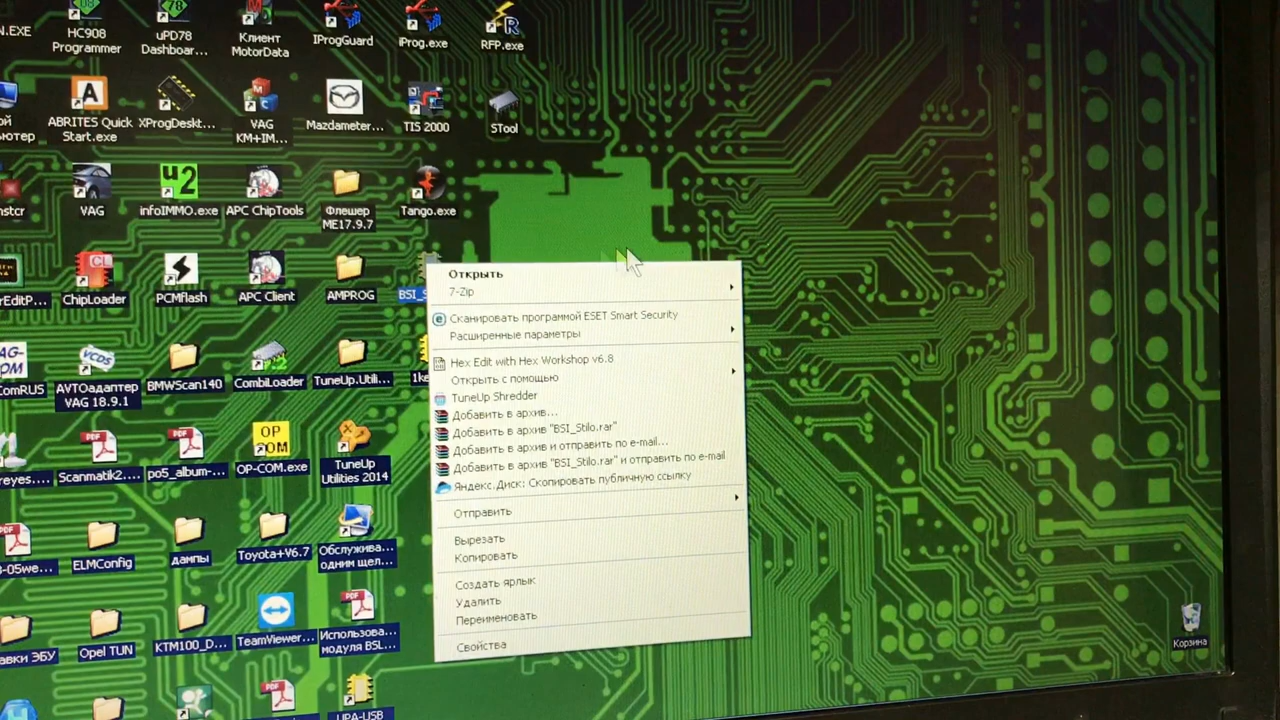 N.EXE
HC908
Programmer
uPD78
Dashboar...
Клиент
MotorData
IProgGuard
iProg.exe
RFP.exe
ABRITES Quick
Start.exe
XProgDeskt...
VAG
KM+IM...
Mazdameter...
TIS 2000
STool
VAG
infoIMMO.exe
APC ChipTools
Флешер
ME17.9.7
Tango.exe
ChipLoader
PCMflash
APC Client
AMPROG
BSI_S
Открыть
7-Zip
Сканировать программой ESET Smart Security
Расширенные параметры
Hex Edit with Hex Workshop v6.8
Открыть с помощью
TuneUp Shredder
Добавить в архив...
Добавить в архив "BSI_Stilo.rar"
Добавить в архив и отправить по e-mail...
Добавить в архив "BSI_Stilo.rar" и отправить по e-mail
Яндекс.Диск: Скопировать публичную ссылку
Отправить
Вырезать
Копировать
Создать ярлык
Удалить
Переименовать
Свойства
ComRUS
VCDS
АВТОадаптер
VAG 18.9.1
BMWScan140
CombiLoader
TuneUp.Utili...
Scanmatik2....
po5_album-...
OP
COM
OP-COM.exe
TuneUp
Utilities 2014
ELMConfig
дампы
Toyota+V6.7
Обслужива...
одним щел...
Opel TUN
KTM100_D...
TeamViewer...
Использова...
модуля BSL...
UPA-USB
Корзина